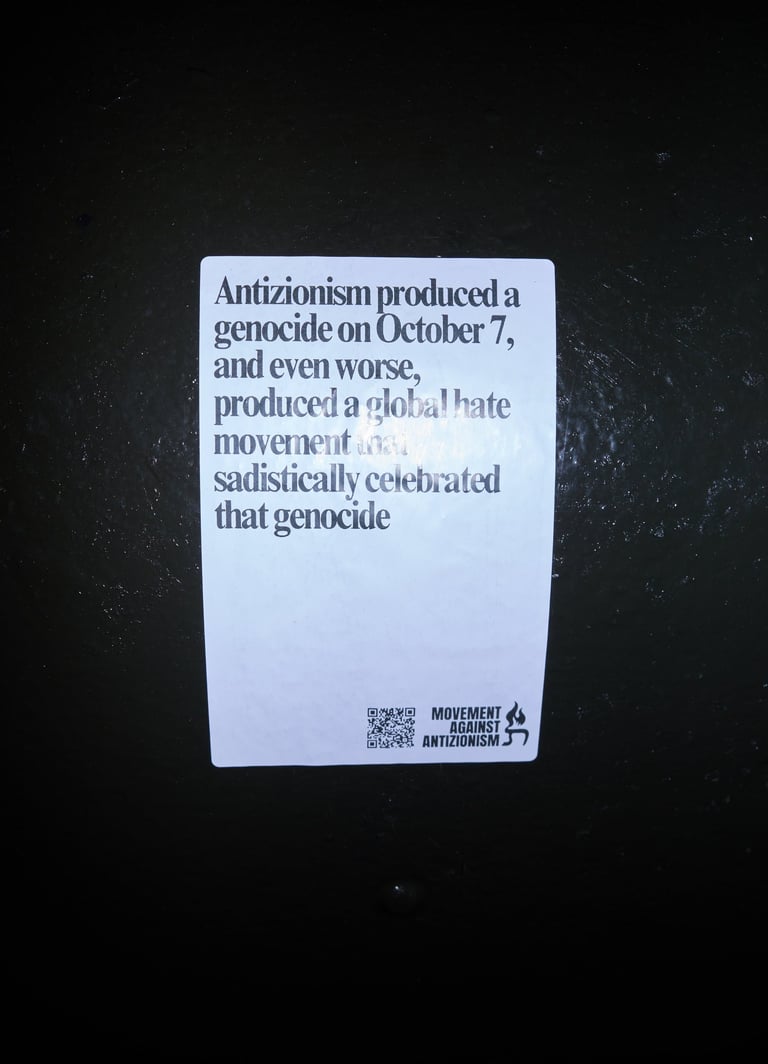 Antizionism produced a
genocide on October 7,
and even worse,
produced a global hate
movement that
sadistically celebrated
that genocide
MOVEMENT
AGAINST
ANTIZIONISM